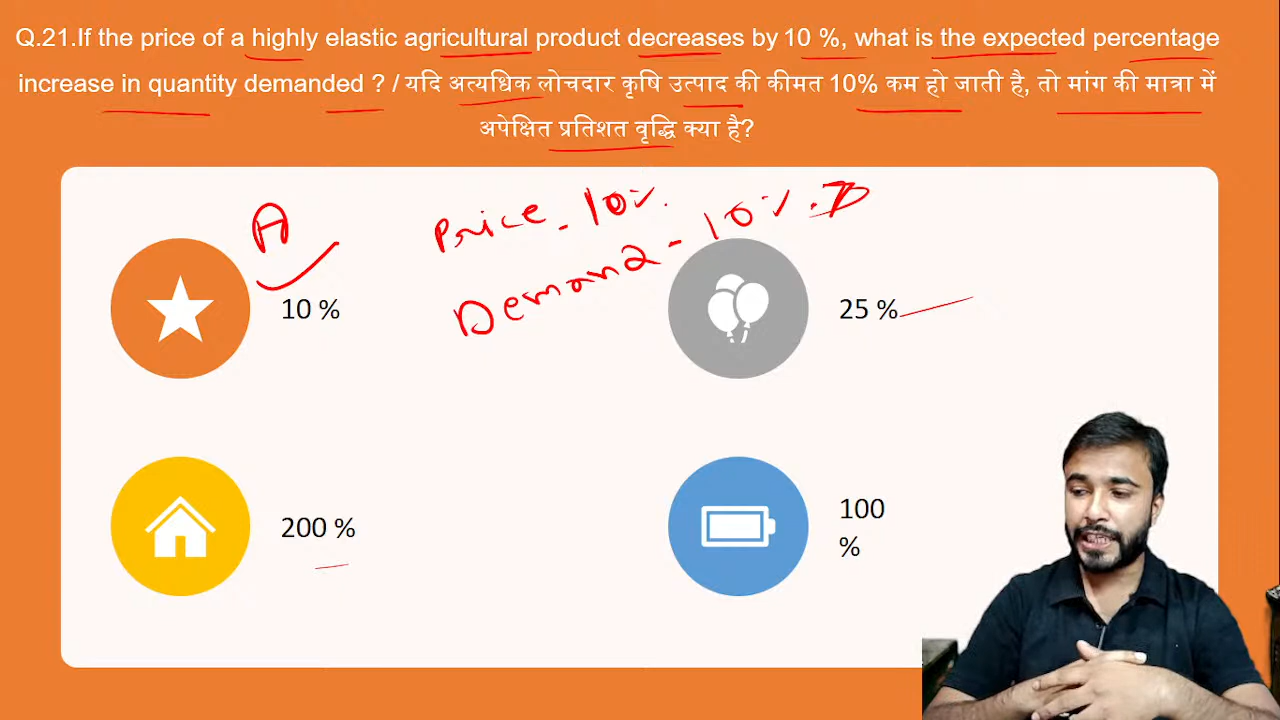 Q.21.If the price of a highly elastic agricultural product decreases by 10 %, what is the expected percentage
increase in quantity demanded ? / यदि अत्यधिक लोचदार कृषि उत्पाद की कीमत 10% कम हो जाती है, तो मांग की मात्रा में
अपेक्षित प्रतिशत वृद्धि क्या है?
A
Price - 10%.
Demand - 10%.
10 %
25 %
200 %
100
%